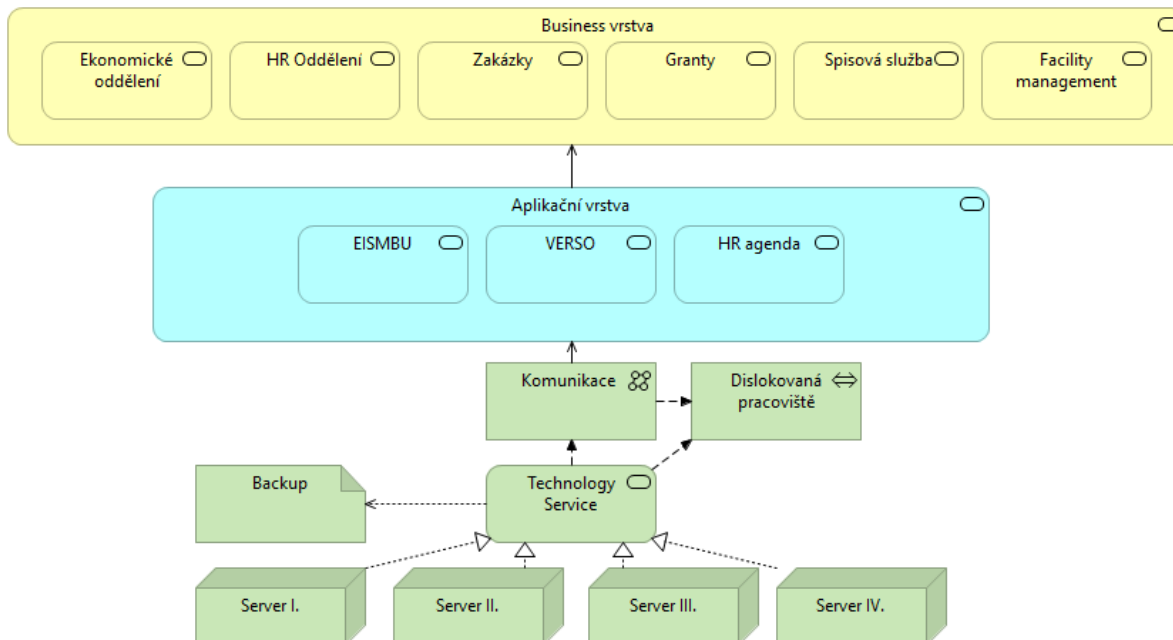 Business vrstva
Ekonomické
oddělení
HR Oddělení
Zakázky
Granty
Spisová služba
Facility
management
Aplikační vrstva
EISMBU
VERSO
HR agenda
Komunikace
Dislokovaná
pracoviště
Backup
Technology
Service
Server I.
Server II.
Server III.
Server IV.